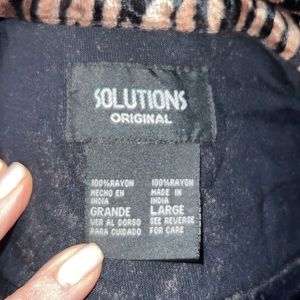 SOLUTIONS
ORIGINAL
100%RAYON
HECHO EN
INDIA
GRANDE
VER AL DORSO
PARA CUIDADO
100%RAYON
MADE IN
INDIA
LARGE
SEE REVERSE
FOR CARE